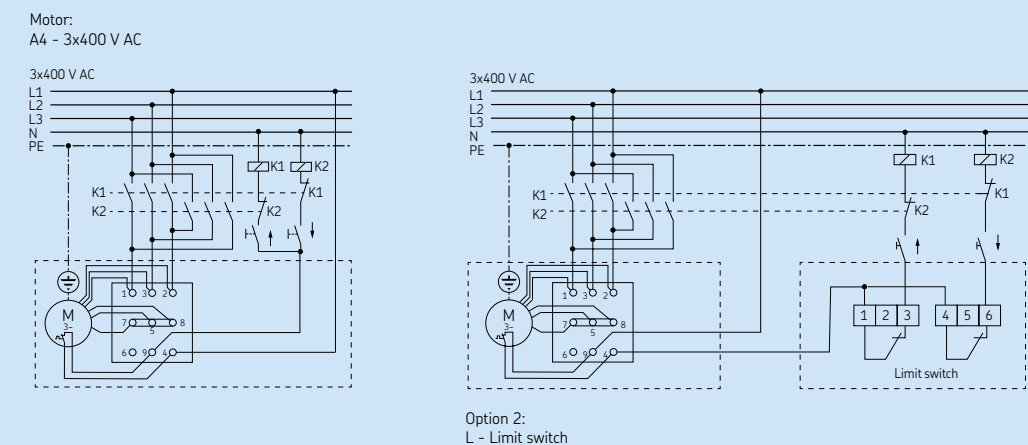 Motor:
A4 - 3x400 V AC
3x400 V AC
L1
L2
L3
N
PE
K1
K2
K1
K2
K1
K2
M
3~
1 3 2
7 5 8
6 9 4
3x400 V AC
L1
L2
L3
N
PE
K1
K2
K1
K2
K1
K2
M
3~
1 3 2
7 5 8
6 9 4
1 2 3 4 5 6
Limit switch
Option 2:
L - Limit switch